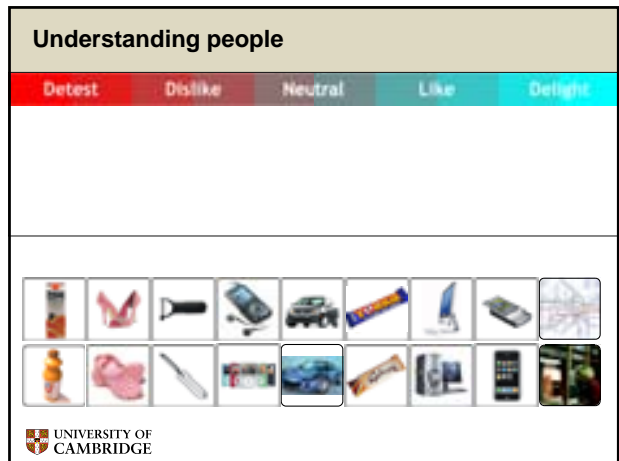 Understanding people
Detest Dislike Neutral Like Delight
UNIVERSITY OF
CAMBRIDGE